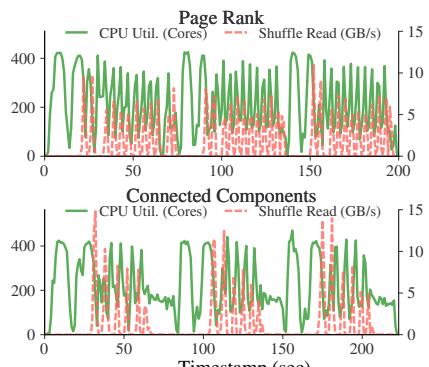 Page Rank
CPU Util. (Cores) Shuffle Read (GB/s)
400 200 0
15 10 5 0
0 50 100 150 200
Connected Components
CPU Util. (Cores) Shuffle Read (GB/s)
400 200 0
15 10 5 0
0 50 100 150 200
Timestamp (sec)